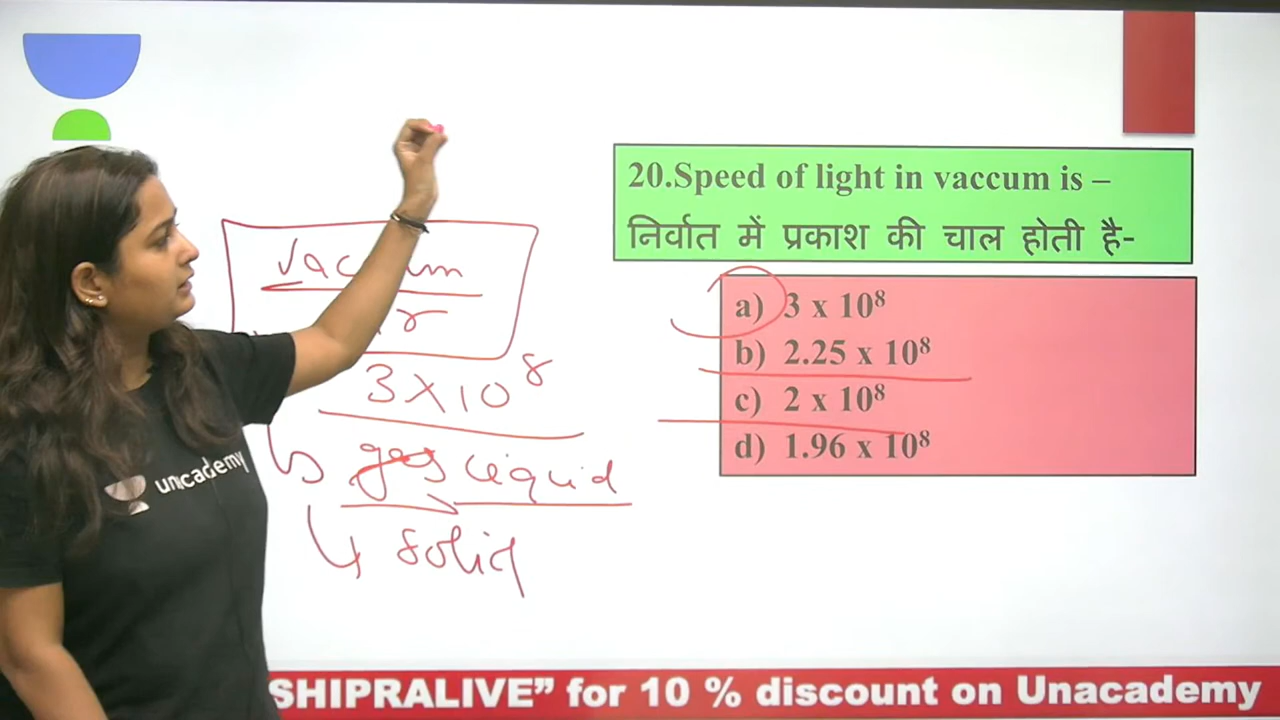 20.Speed of light in vaccum is –
निर्वात में प्रकाश की चाल होती है-
a) 3 x 10⁸
b) 2.25 x 10⁸
c) 2 x 10⁸
d) 1.96 x 10⁸
3 x 10⁸
gas liquid
solid
unacademy
SHIPRALIVE” for 10 % discount on Unacademy